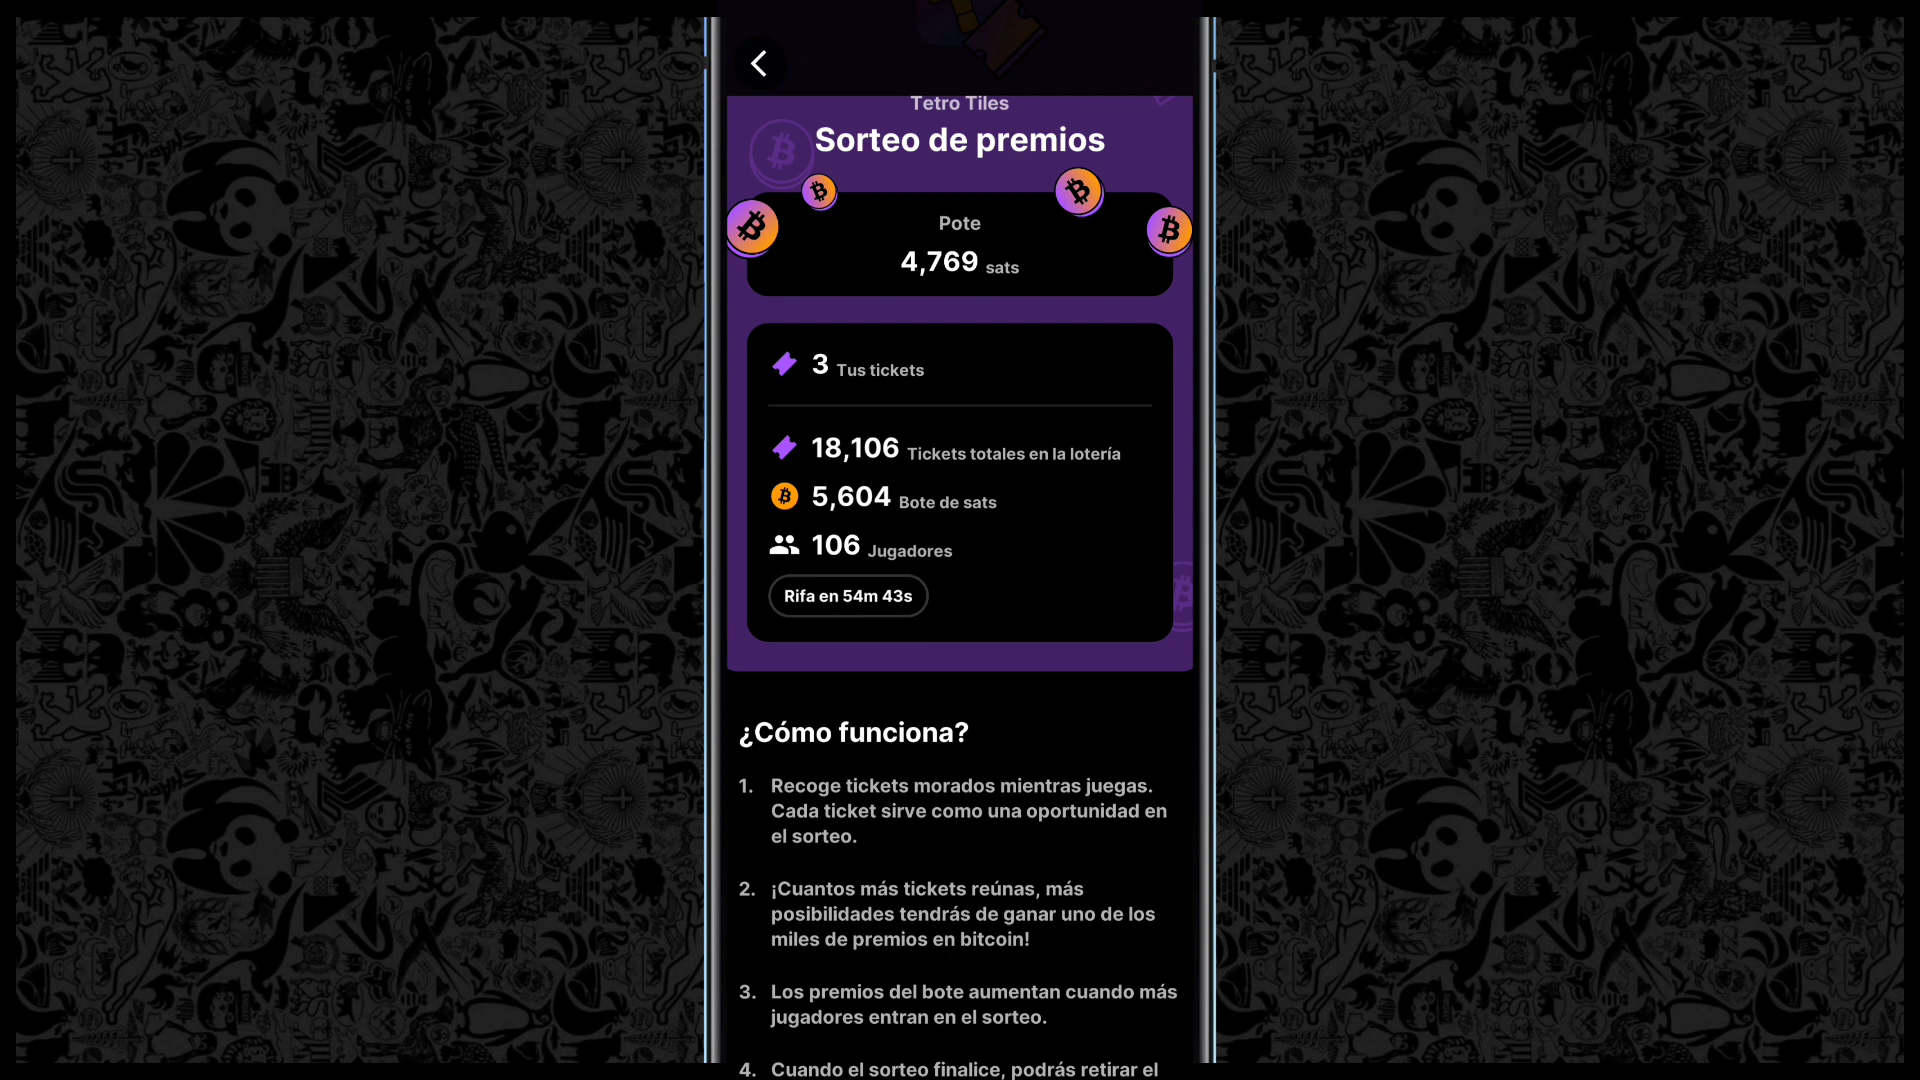 Tetro Tiles
Sorteo de premios
Pote
4,769 sats
3 Tus tickets
18,106 Tickets totales en la lotería
5,604 Bote de sats
106 Jugadores
Rifa en 54m 43s
¿Cómo funciona?
1. Recoge tickets morados mientras juegas.
Cada ticket sirve como una oportunidad en
el sorteo.
2. ¡Cuantos más tickets reúnas, más
posibilidades tendrás de ganar uno de los
miles de premios en bitcoin!
3. Los premios del bote aumentan cuando más
jugadores entran en el sorteo.
4. Cuando el sorteo finalice, podrás retirar el